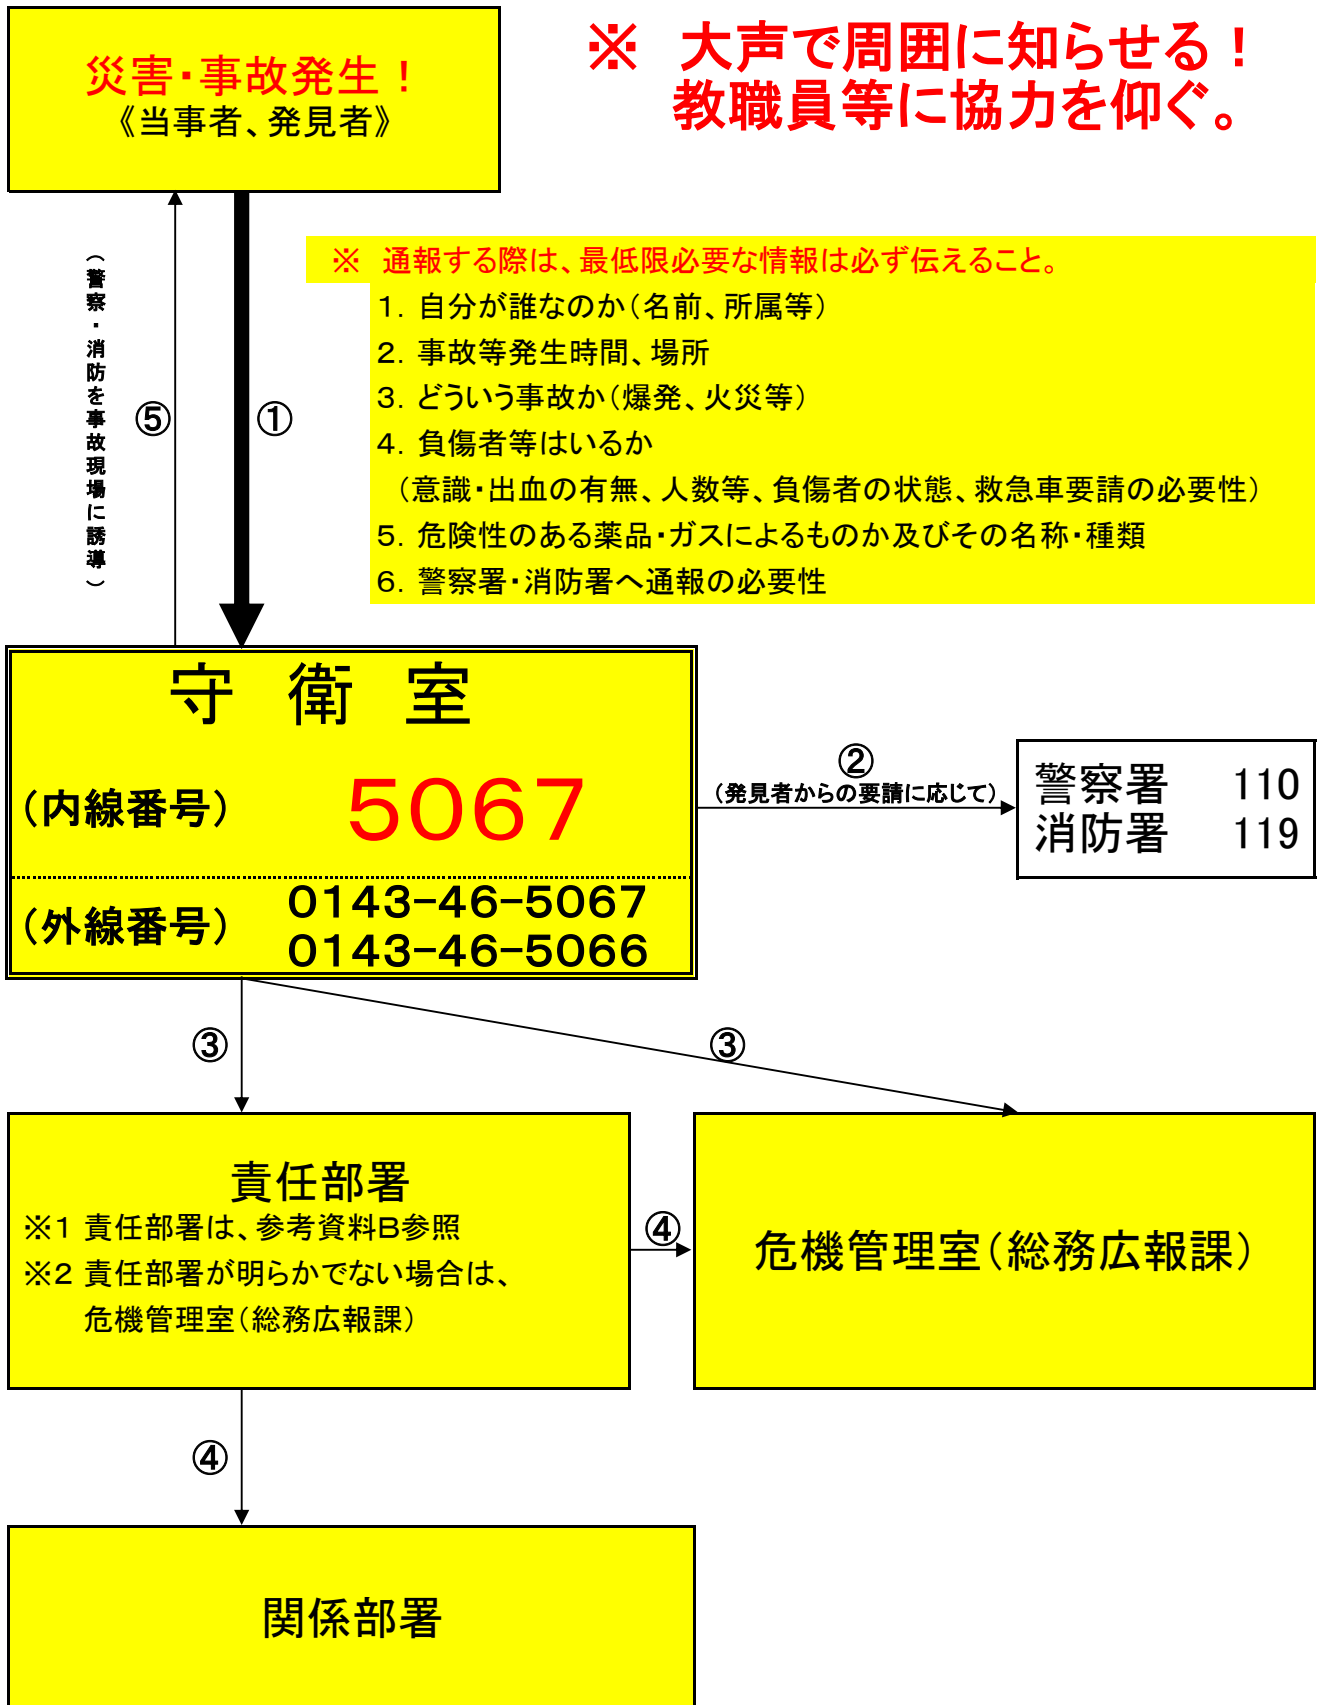 災害・事故発生！
《当事者、発見者》
※　大声で周囲に知らせる！
教職員等に協力を仰ぐ。
（警察・消防を事故現場に誘導）
⑤
①
※　通報する際は、最低限必要な情報は必ず伝えること。
１．自分が誰なのか（名前、所属等）
２．事故等発生時間、場所
３．どういう事故か（爆発、火災等）
４．負傷者等はいるか
（意識・出血の有無、人数等、負傷者の状態、救急車要請の必要性）
５．危険性のある薬品・ガスによるものか及びその名称・種類
６．警察署・消防署へ通報の必要性
守　衛　室
（内線番号）　５０６７
（外線番号）　０１４３－４６－５０６７
０１４３－４６－５０６６
②
（発見者からの要請に応じて）
警察署　110
消防署　119
③
③
責任部署
※１ 責任部署は、参考資料Ｂ参照
※２ 責任部署が明らかでない場合は、
危機管理室（総務広報課）
④
危機管理室（総務広報課）
④
関係部署